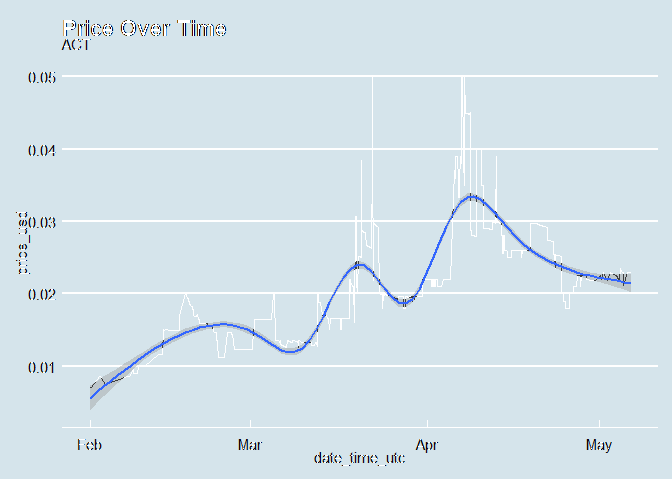 Price Over Time
ACT
0.05
0.04
0.03
0.02
0.01
price_usd
Feb
Mar
Apr
May
date_time_utc